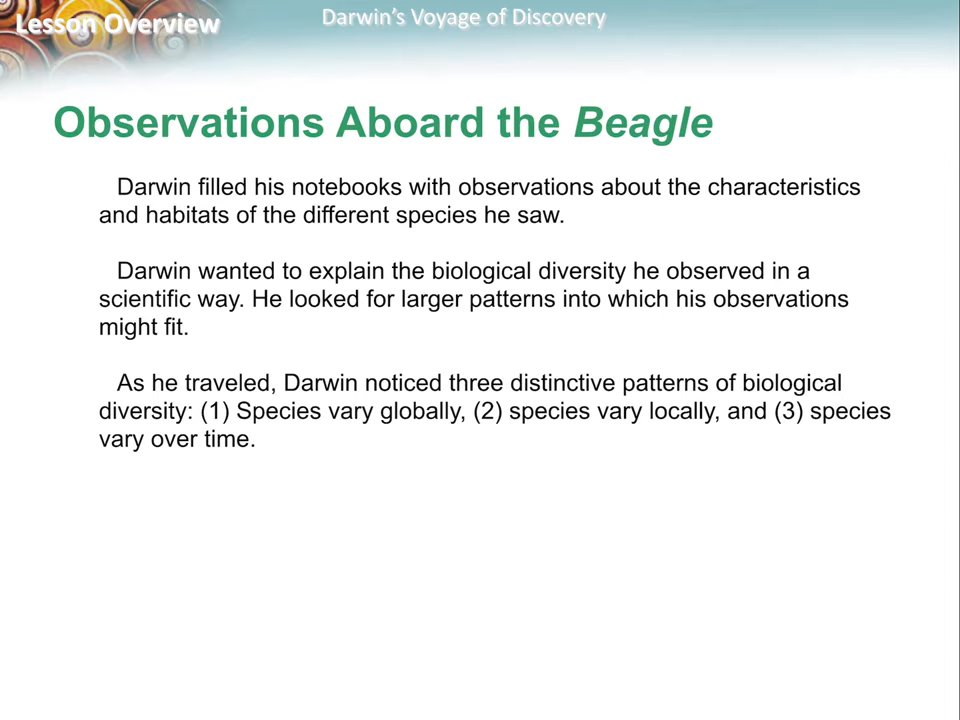 Lesson Overview
Darwin’s Voyage of Discovery
Observations Aboard the Beagle
Darwin filled his notebooks with observations about the characteristics
and habitats of the different species he saw.
Darwin wanted to explain the biological diversity he observed in a
scientific way. He looked for larger patterns into which his observations
might fit.
As he traveled, Darwin noticed three distinctive patterns of biological
diversity: (1) Species vary globally, (2) species vary locally, and (3) species
vary over time.